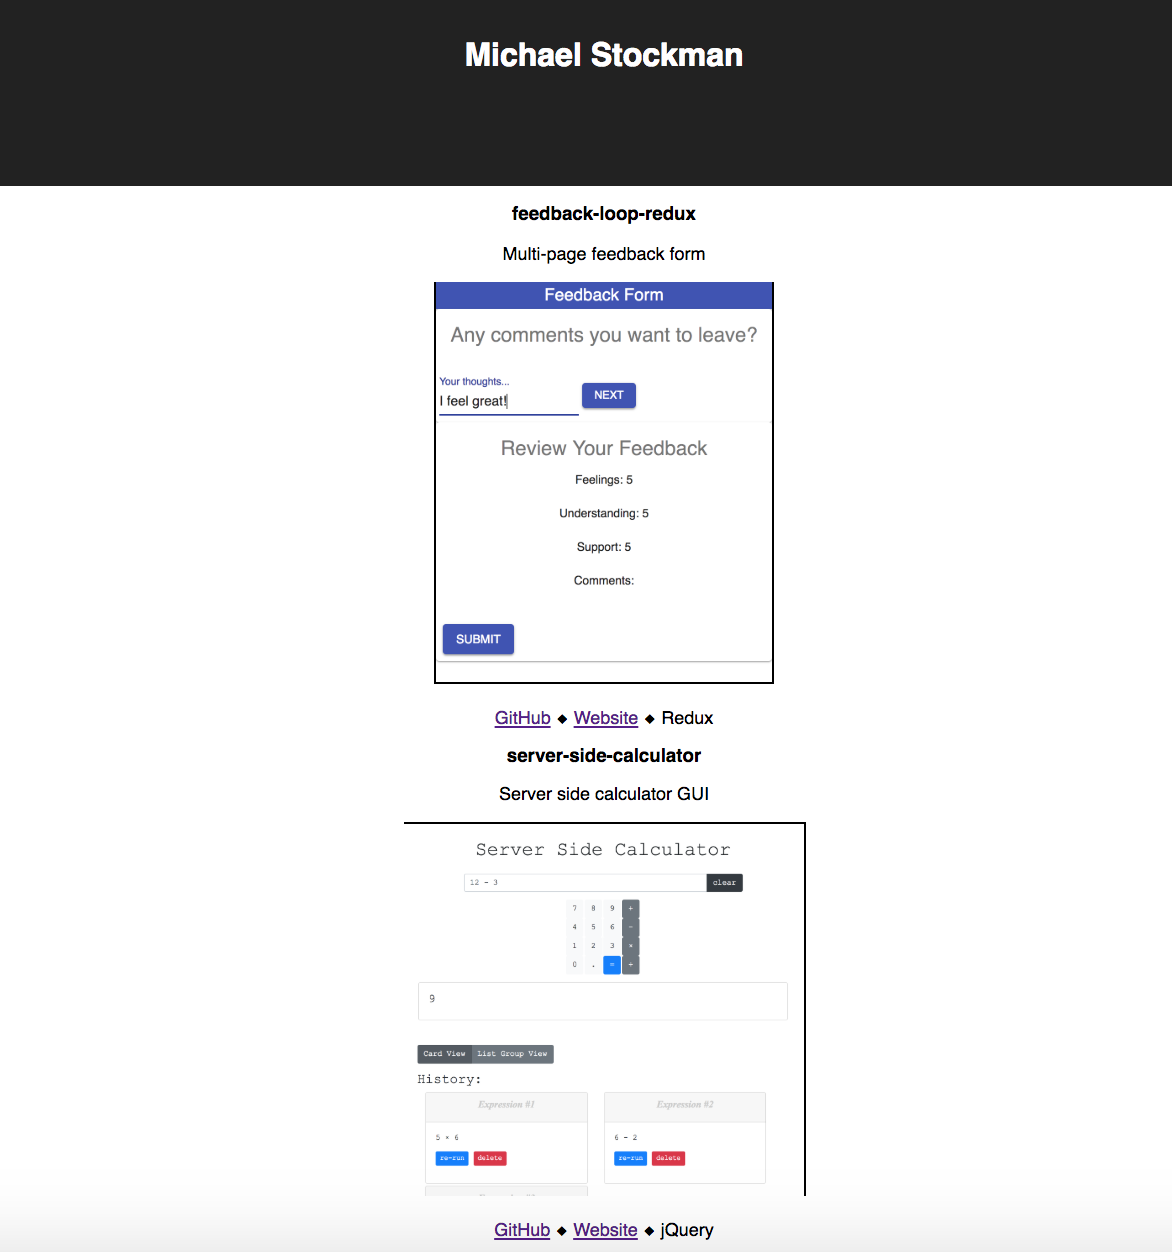 Michael Stockman
feedback-loop-redux
Multi-page feedback form
Feedback Form
Any comments you want to leave?
Your thoughts...
I feel great!
NEXT
Review Your Feedback
Feelings: 5
Understanding: 5
Support: 5
Comments:
SUBMIT
GitHub ◆ Website ◆ Redux
server-side-calculator
Server side calculator GUI
Server Side Calculator
12 - 3 clear
7 8 9 +
4 5 6 -
1 2 3 ×
0 . = ÷
9
Card View List Group View
History:
Expression #1 Expression #2
5 × 6 6 - 2
re-run delete re-run delete
GitHub ◆ Website ◆ jQuery